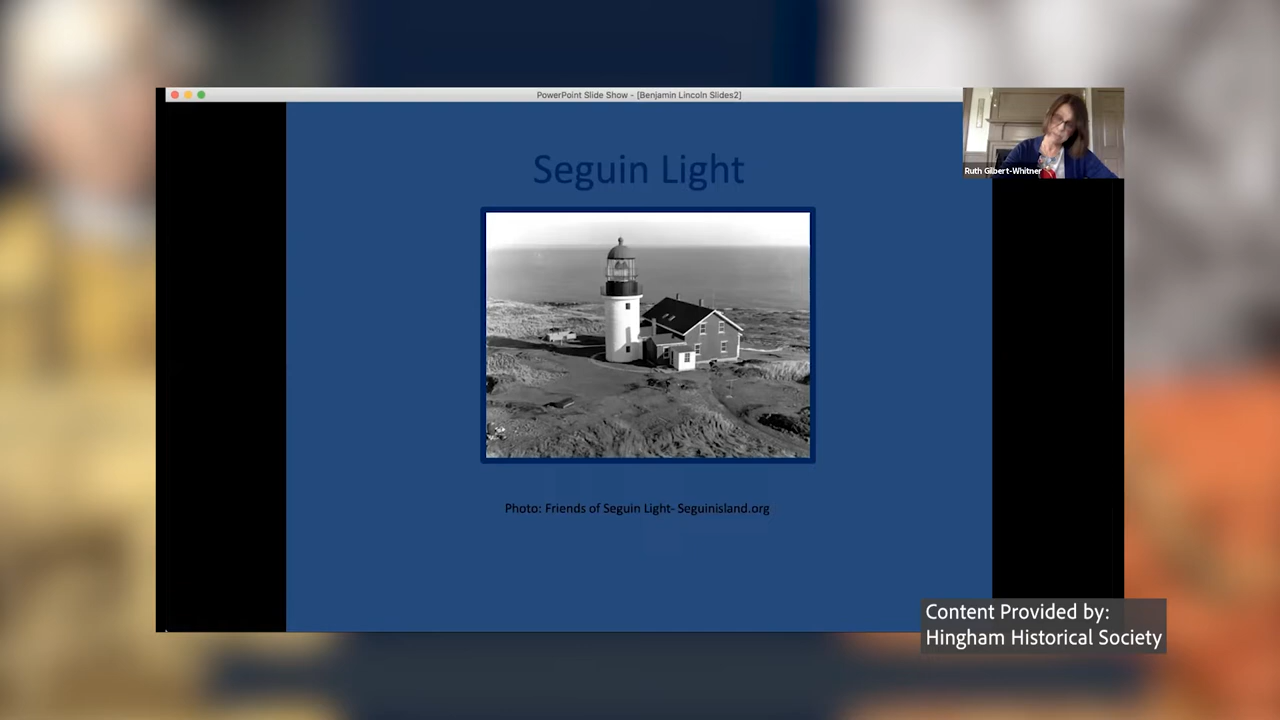 PowerPoint Slide Show - [Benjamin Lincoln Slides2]
Ruth Gilbert-Whitner
Seguin Light
Photo: Friends of Seguin Light- Seguinisland.org
Content Provided by:
Hingham Historical Society